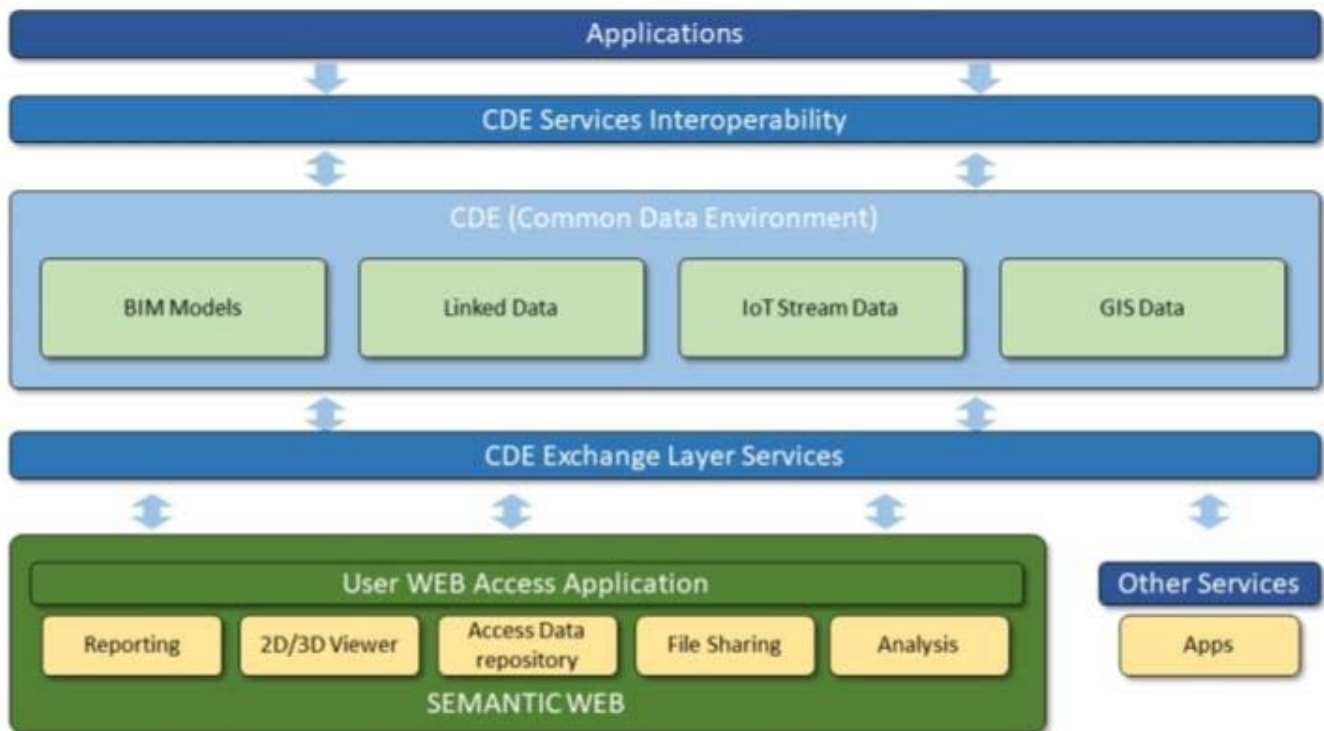 Applications
CDE Services Interoperability
CDE (Common Data Environment)
BIM Models
Linked Data
IoT Stream Data
GIS Data
CDE Exchange Layer Services
User WEB Access Application
Other Services
Reporting
2D/3D Viewer
Access Data
repository
File Sharing
Analysis
Apps
SEMANTIC WEB